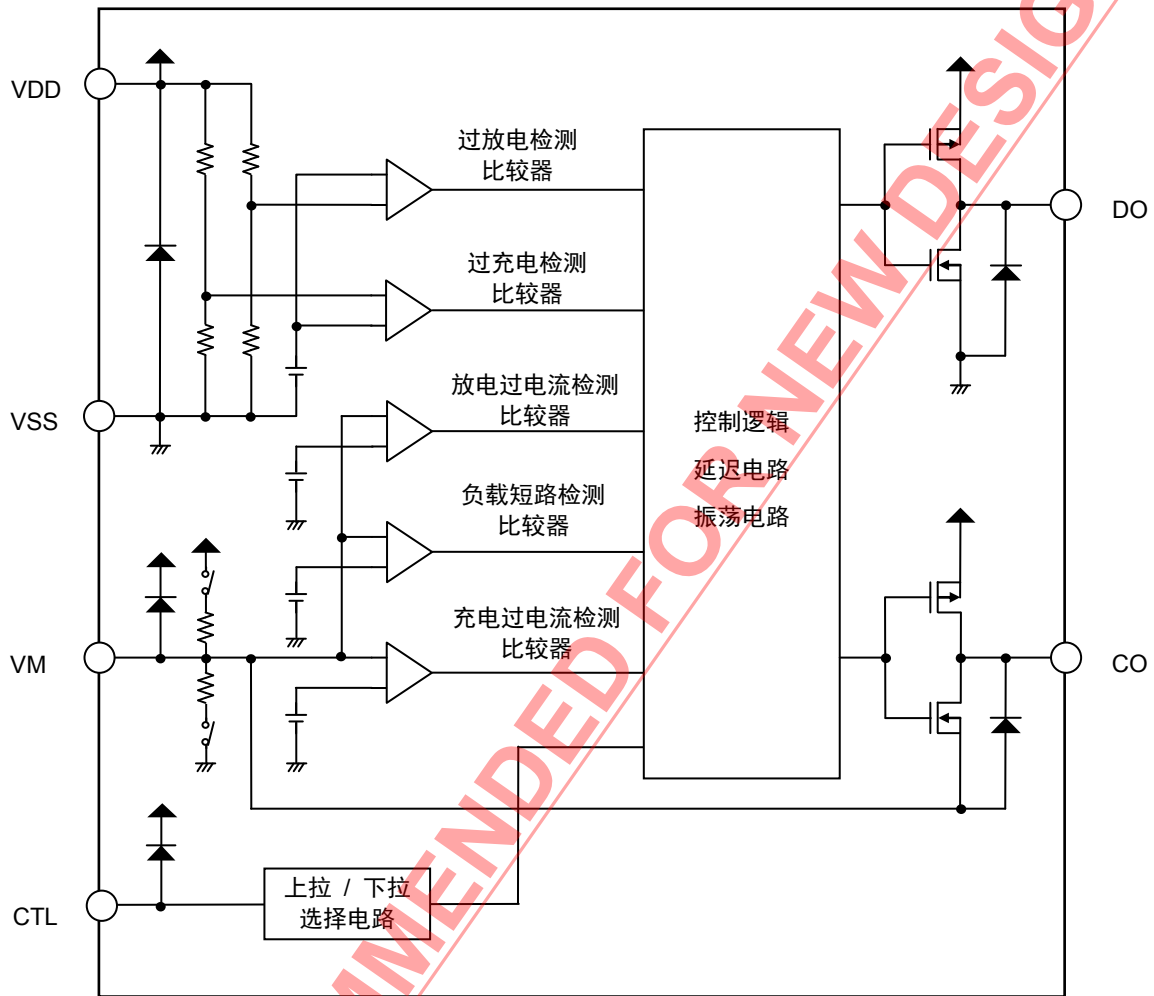 VDD
VSS
VM
CTL
过放电检测
比较器
过充电检测
比较器
放电过电流检测
比较器
负载短路检测
比较器
充电过电流检测
比较器
控制逻辑
延迟电路
振荡电路
上拉 / 下拉
选择电路
DO
CO
MMENDED FOR NEW DESIG